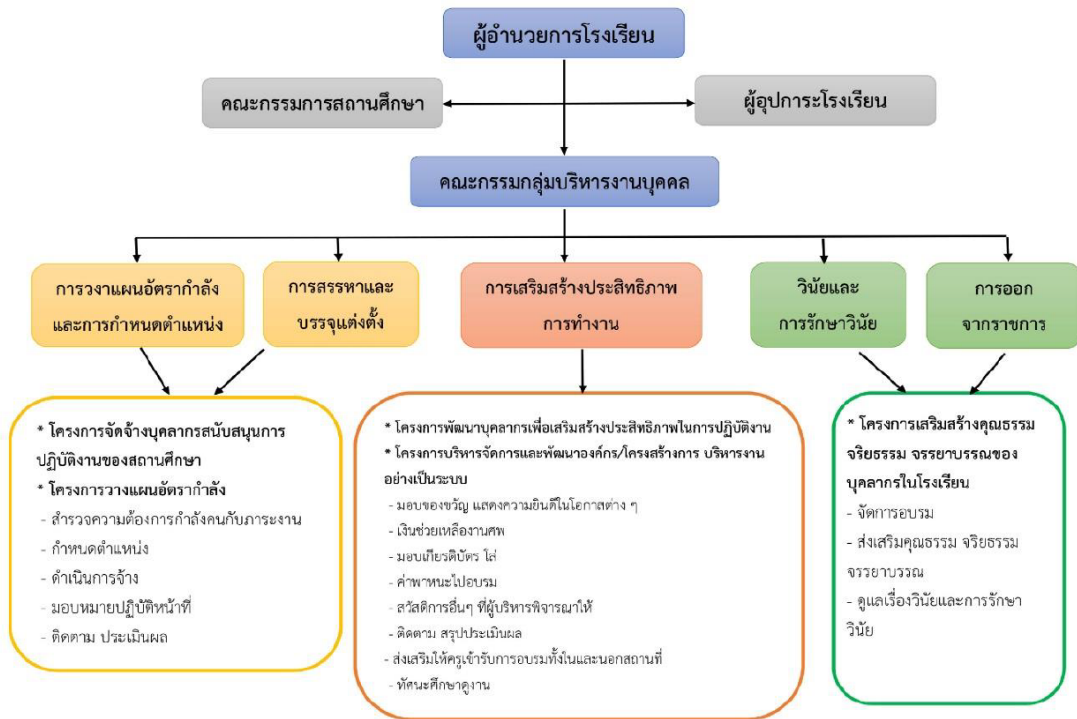 ผู้อำนวยการโรงเรียน
คณะกรรมการสถานศึกษา
ผู้อุปการะโรงเรียน
คณะกรรมกลุ่มบริหารงานบุคคล
การวงาแผนอัตรากำลัง
และการกำหนดตำแหน่ง
การสรรหาและ
บรรจุแต่งตั้ง
การเสริมสร้างประสิทธิภาพ
การทำงาน
วินัยและ
การรักษาวินัย
การออก
จากราชการ
* โครงการจัดจ้างบุคลากรสนับสนุนการ
ปฏิบัติงานของสถานศึกษา
* โครงการวางแผนอัตรากำลัง
- สำรวจความต้องการกำลังคนกับภาระงาน
- กำหนดตำแหน่ง
- ดำเนินการจ้าง
- มอบหมายปฏิบัติหน้าที่
- ติดตาม ประเมินผล
* โครงการพัฒนาบุคลากรเพื่อเสริมสร้างประสิทธิภาพในการปฏิบัติงาน
* โครงการบริหารจัดการและพัฒนาองค์กร/โครงสร้างการ บริหารงาน
อย่างเป็นระบบ
- มอบของขวัญ แสดงความยินดีในโอกาสต่าง ๆ
- เงินช่วยเหลืองานศพ
- มอบเกียรติบัตร โล่
- ค่าพาหนะไปอบรม
- สวัสดิการอื่นๆ ที่ผู้บริหารพิจารณาให้
- ติดตาม สรุปประเมินผล
- ส่งเสริมให้ครูเข้ารับการอบรมทั้งในและนอกสถานที่
- ทัศนะศึกษาดูงาน
* โครงการเสริมสร้างคุณธรรม
จริยธรรม จรรยาบรรณของ
บุคลากรในโรงเรียน
- จัดการอบรม
- ส่งเสริมคุณธรรม จริยธรรม
จรรยาบรรณ
- ดูแลเรื่องวินัยและการรักษา
วินัย